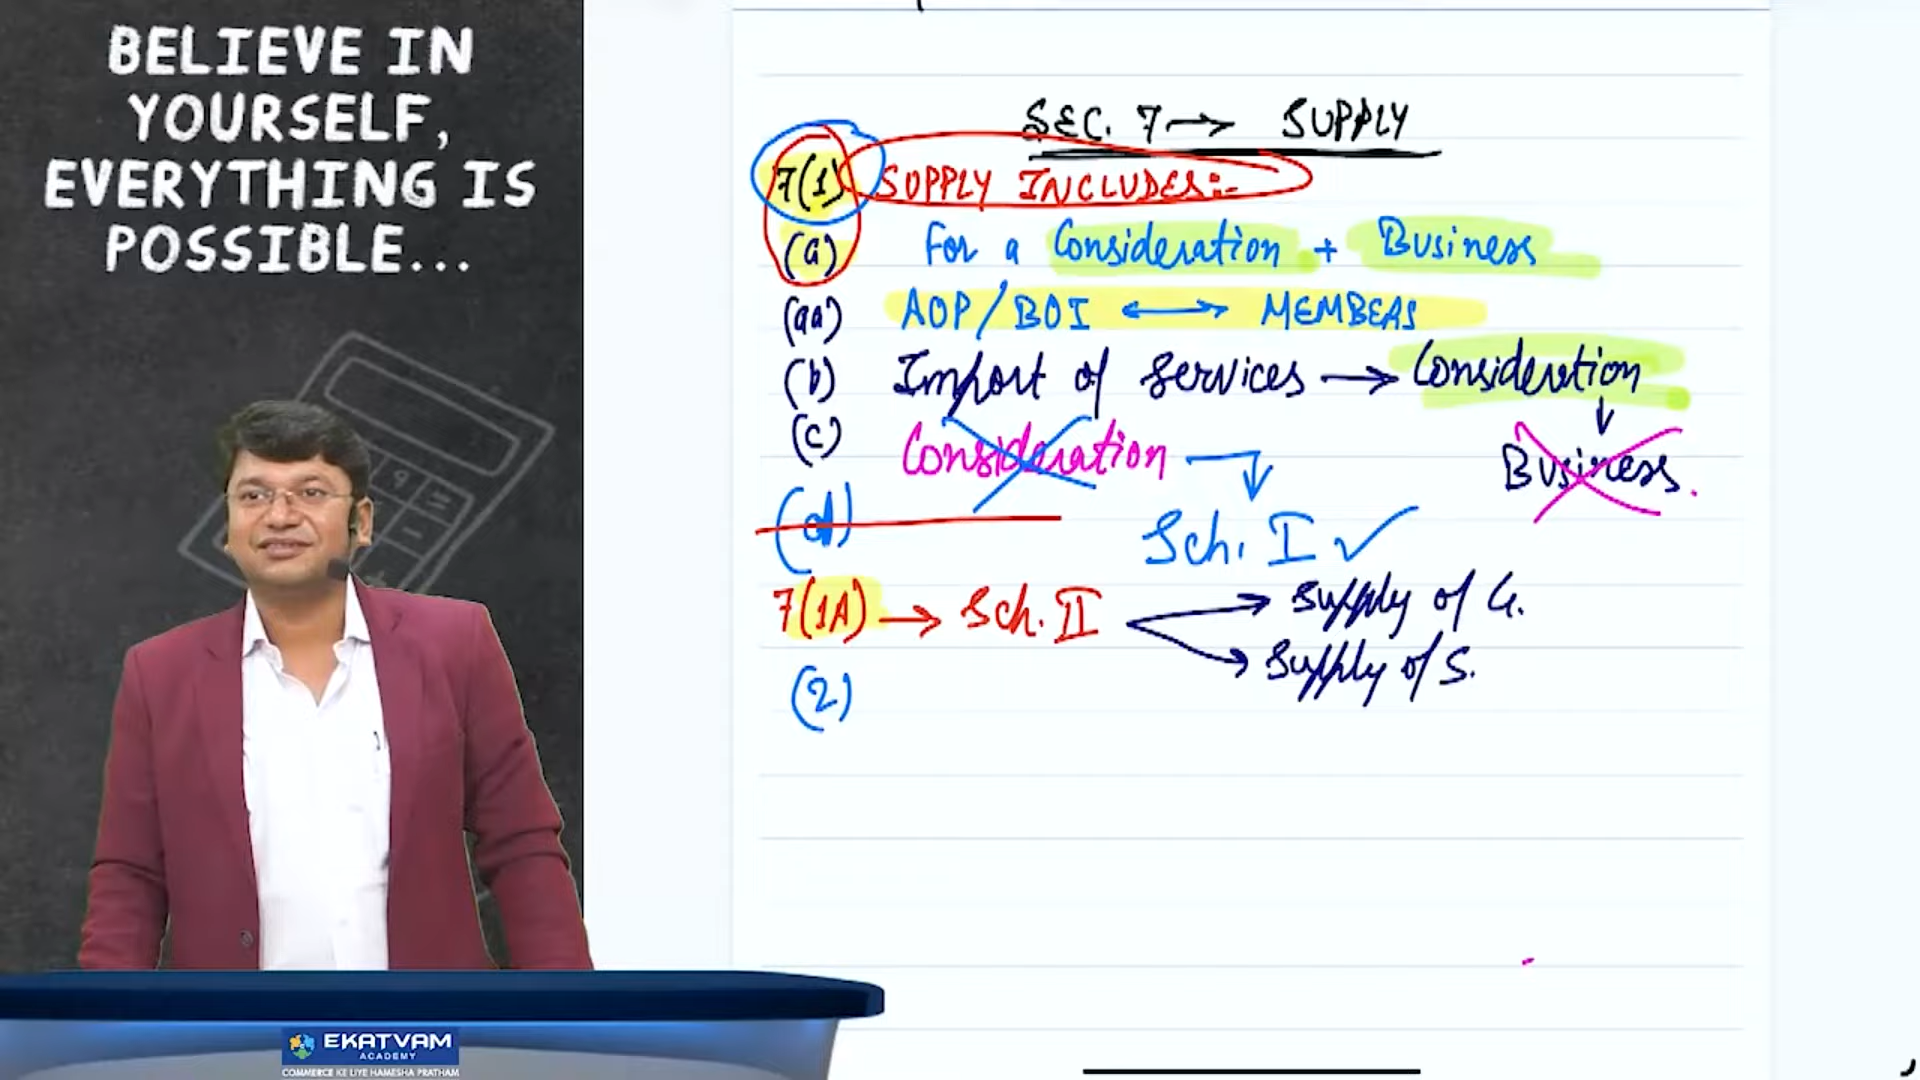 BELIEVE IN
YOURSELF,
EVERYTHING IS
POSSIBLE...
SEC. 7 → SUPPLY
7(1) SUPPLY INCLUDES:-
(a) For a Consideration + Business
(aa) AOP/BOI ↔ MEMBERS
(b) Import of Services → Consideration
↓
(c) Consideration
Business.
(d)
Sch. I ✓
7(1A) → Sch. II → Supply of G.
→ Supply of S.
(2)
EKATVAM
ACADEMY
COMMERCE KE LIYE HAMESHA PRATHAM